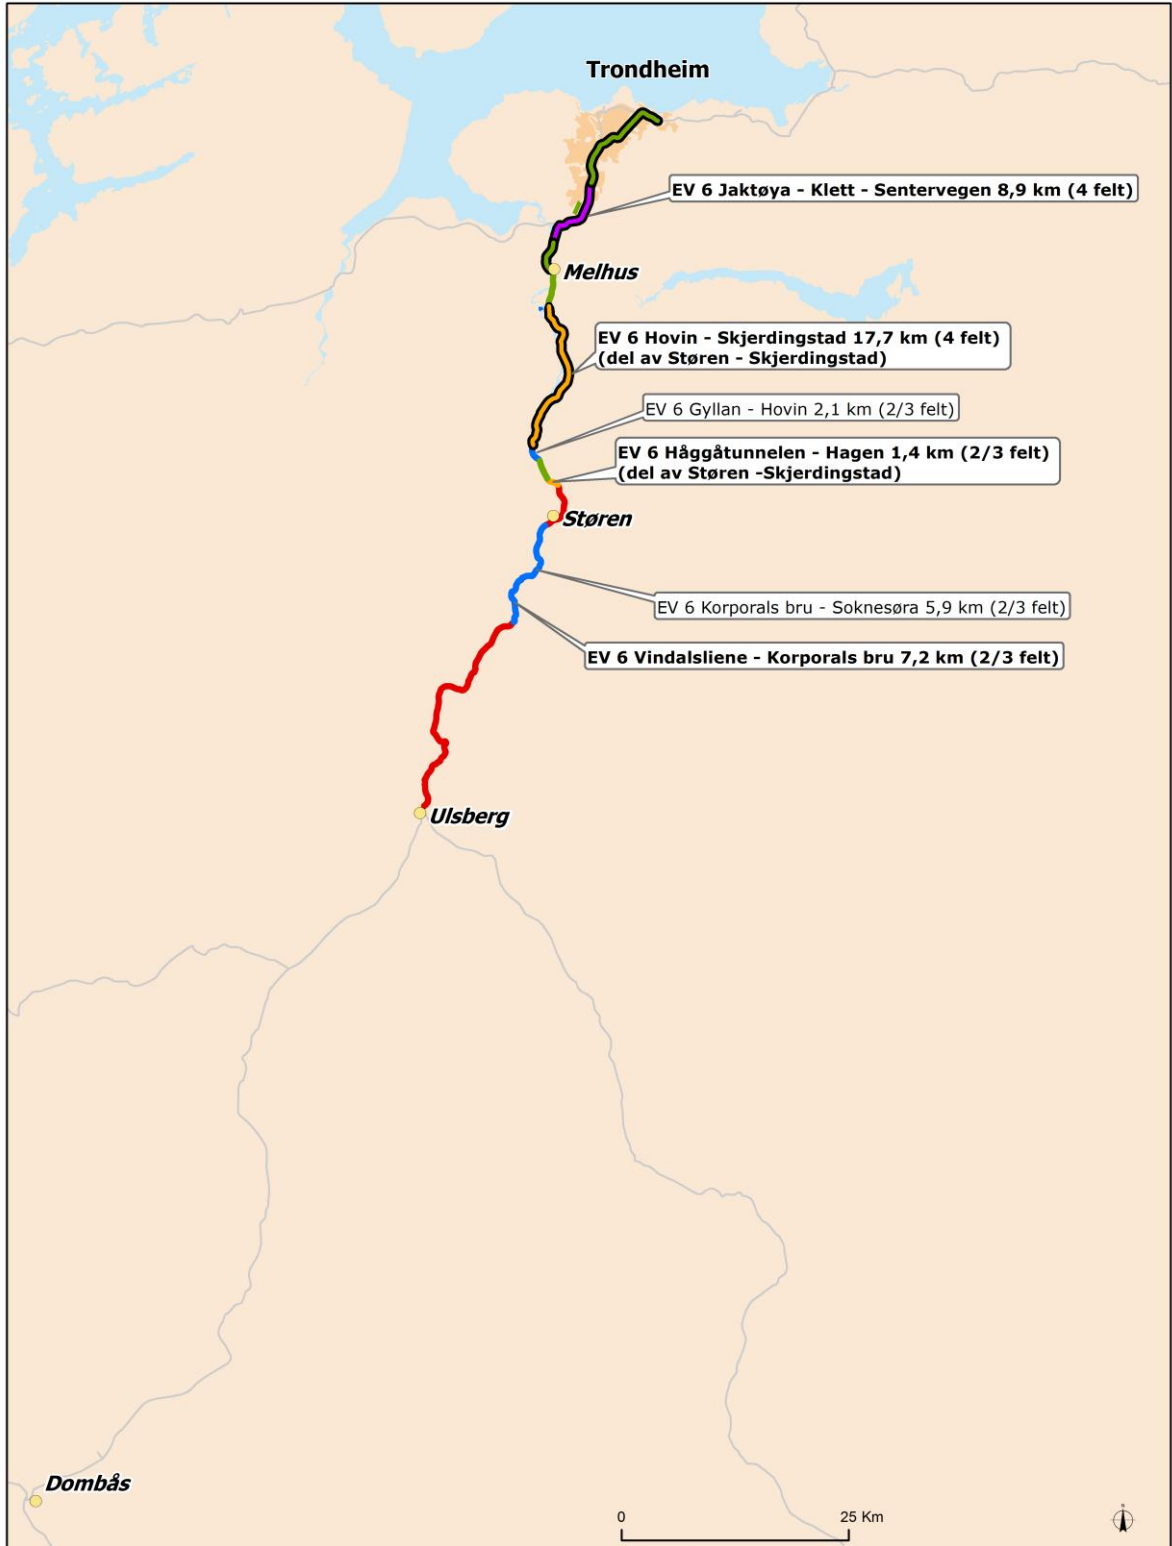 Trondheim
EV 6 Jaktøya - Klett - Sentervegen 8,9 km (4 felt)
Melhus
EV 6 Hovin - Skjerdingstad 17,7 km (4 felt)
(del av Støren - Skjerdingstad)
EV 6 Gyllan - Hovin 2,1 km (2/3 felt)
EV 6 Håggåtunnelen - Hagen 1,4 km (2/3 felt)
(del av Støren -Skjerdingstad)
Støren
EV 6 Korporals bru - Soknesøra 5,9 km (2/3 felt)
EV 6 Vindalsliene - Korporals bru 7,2 km (2/3 felt)
Ulsberg
Dombås
0 25 Km